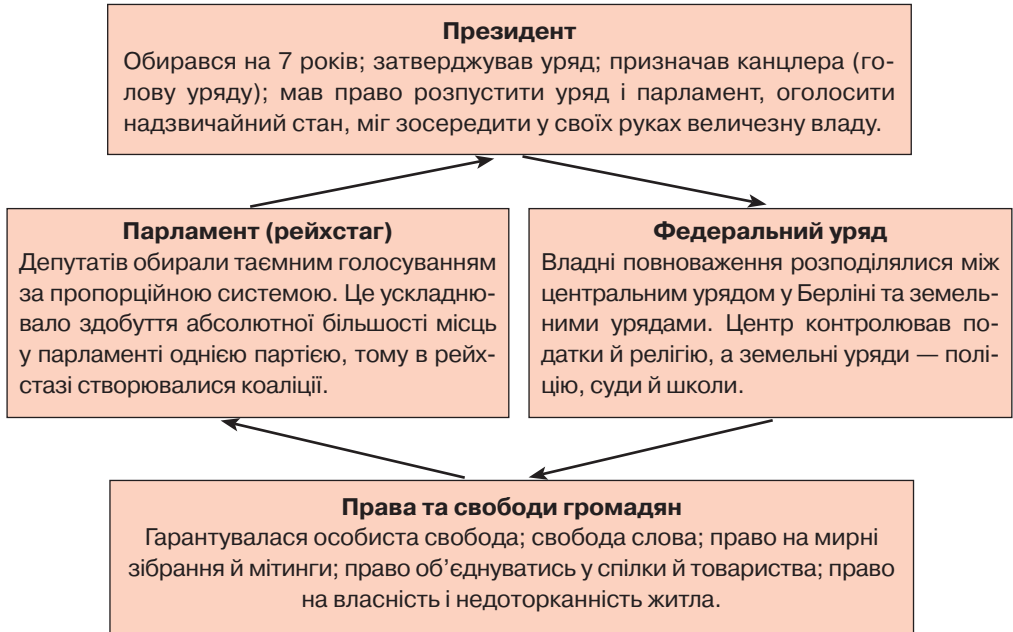 Президент
Обирався на 7 років; затверджував уряд; призначав канцлера (го-
лову уряду); мав право розпустити уряд і парламент, оголосити
надзвичайний стан, міг зосередити у своїх руках величезну владу.
Парламент (рейхстаг)
Депутатів обирали таємним голосуванням
за пропорційною системою. Це ускладню-
вало здобуття абсолютної більшості місць
у парламенті однією партією, тому в рейх-
стазі створювалися коаліції.
Федеральний уряд
Владні повноваження розподілялися між
центральним урядом у Берліні та земель-
ними урядами. Центр контролював по-
датки й релігію, а земельні уряди — полі-
цію, суди й школи.
Права та свободи громадян
Гарантувалася особиста свобода; свобода слова; право на мирні
зібрання й мітинги; право об’єднуватись у спілки й товариства; право
на власність і недоторканність житла.